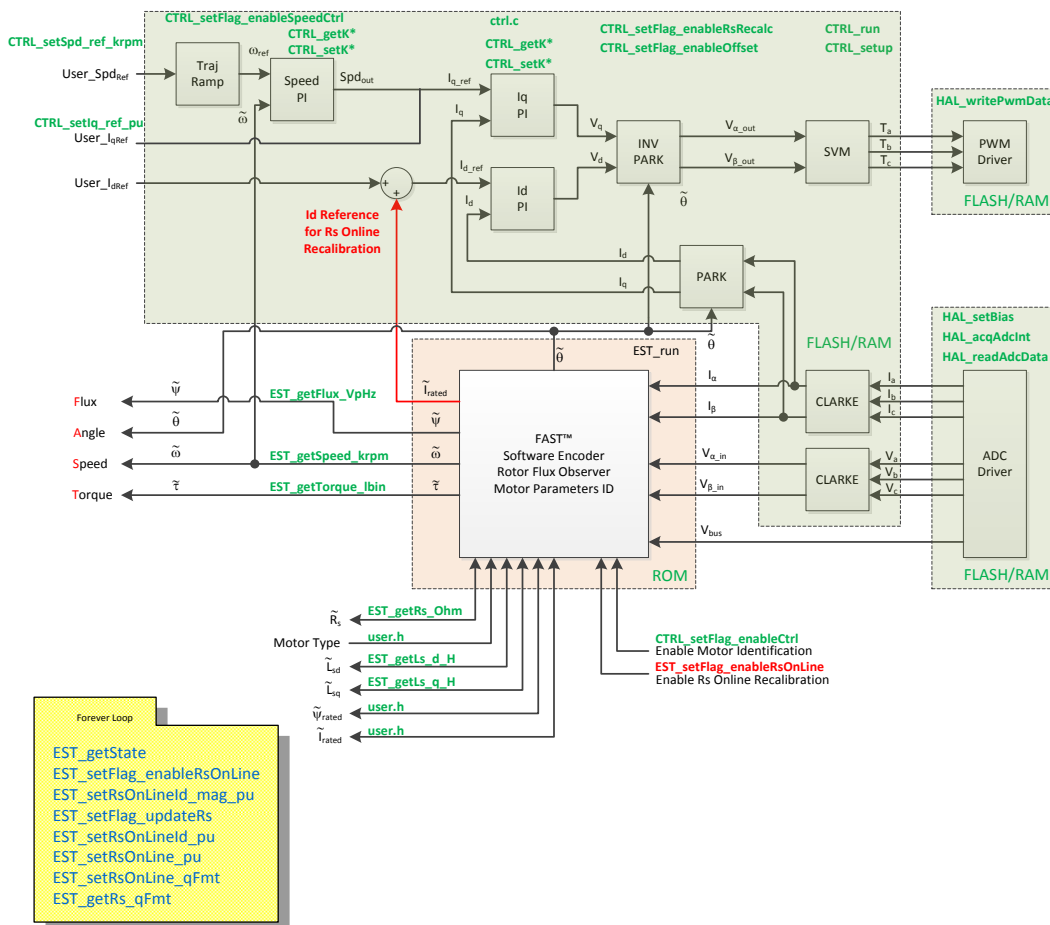 CTRL_setFlag_enableSpeedCtrl
ctrl.c
CTRL_setFlag_enableRsRecalc
CTRL_run
CTRL_getK*
CTRL_setK*
CTRL_getK*
CTRL_setK*
CTRL_setFlag_enableOffset
CTRL_setup
CTRL_setSpd_ref_krpm
User_SpdRef
Traj
Ramp
ωref
Speed
PI
Spdout
ω̃
Iq_ref
Iq
Iq
PI
Vq
CTRL_setIq_ref_pu
User_IqRef
User_IdRef
+
+
Id_ref
Id
Id
PI
Vd
INV
PARK
θ̃
Vα_out
Vβ_out
SVM
HAL_writePwmData
Ta
Tb
Tc
PWM
Driver
FLASH/RAM
Id Reference
for Rs Online
Recalibration
Id
Iq
PARK
θ̃
θ̃
EST_run
FLASH/RAM
HAL_setBias
HAL_acqAdcInt
HAL_readAdcData
Flux
ψ̃
EST_getFlux_VpHz
Angle
θ̃
Speed
ω̃
EST_getSpeed_krpm
Torque
τ̃
EST_getTorque_lbin
Ĩrated
ψ̃
ω̃
τ̃
FAST™
Software Encoder
Rotor Flux Observer
Motor Parameters ID
ROM
Iα
Iβ
Vα_in
Vβ_in
Vbus
CLARKE
CLARKE
Ia
Ib
Ic
Va
Vb
Vc
ADC
Driver
FLASH/RAM
R̃s
EST_getRs_Ohm
Motor Type
user.h
L̃sd
EST_getLs_d_H
L̃sq
EST_getLs_q_H
ψ̃rated
user.h
Ĩrated
user.h
CTRL_setFlag_enableCtrl
Enable Motor Identification
EST_setFlag_enableRsOnLine
Enable Rs Online Recalibration
Forever Loop
EST_getState
EST_setFlag_enableRsOnLine
EST_setRsOnLineId_mag_pu
EST_setFlag_updateRs
EST_setRsOnLineId_pu
EST_setRsOnLine_pu
EST_setRsOnLine_qFmt
EST_getRs_qFmt